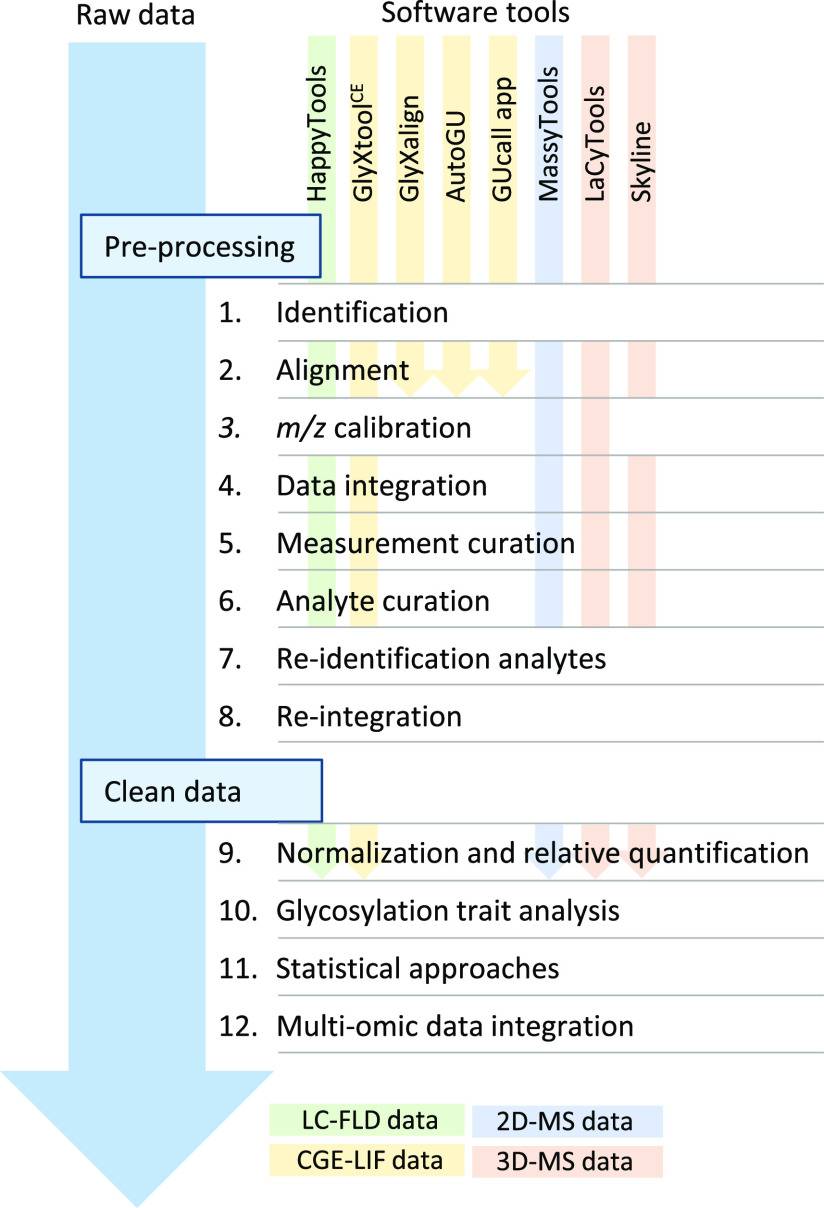 Raw data
Software tools
HappyTools
GlyXtoolCE
GlyXalign
AutoGU
GUcall app
MassyTools
LaCyTools
Skyline
Pre-processing
1. Identification
2. Alignment
3. m/z calibration
4. Data integration
5. Measurement curation
6. Analyte curation
7. Re-identification analytes
8. Re-integration
Clean data
9. Normalization and relative quantification
10. Glycosylation trait analysis
11. Statistical approaches
12. Multi-omic data integration
LC-FLD data
2D-MS data
CGE-LIF data
3D-MS data